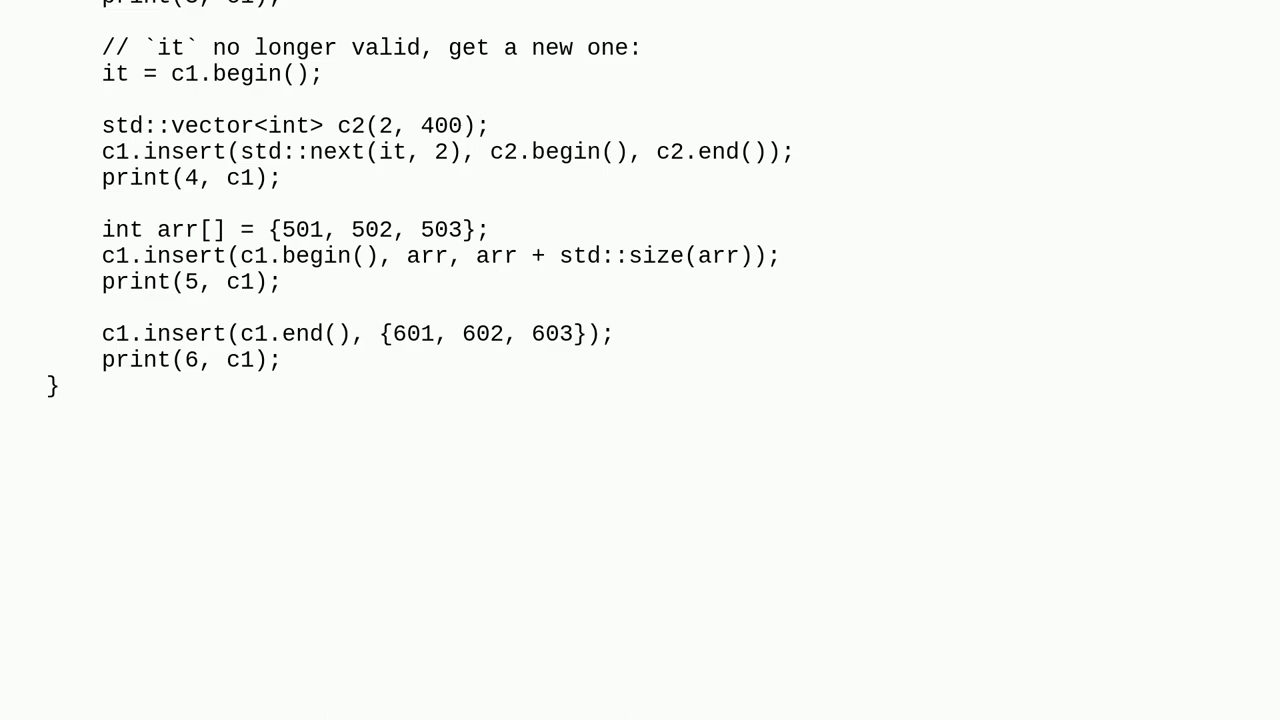 // `it` no longer valid, get a new one:
it = c1.begin();
std::vector<int> c2(2, 400);
c1.insert(std::next(it, 2), c2.begin(), c2.end());
print(4, c1);
int arr[] = {501, 502, 503};
c1.insert(c1.begin(), arr, arr + std::size(arr));
print(5, c1);
c1.insert(c1.end(), {601, 602, 603});
print(6, c1);
}